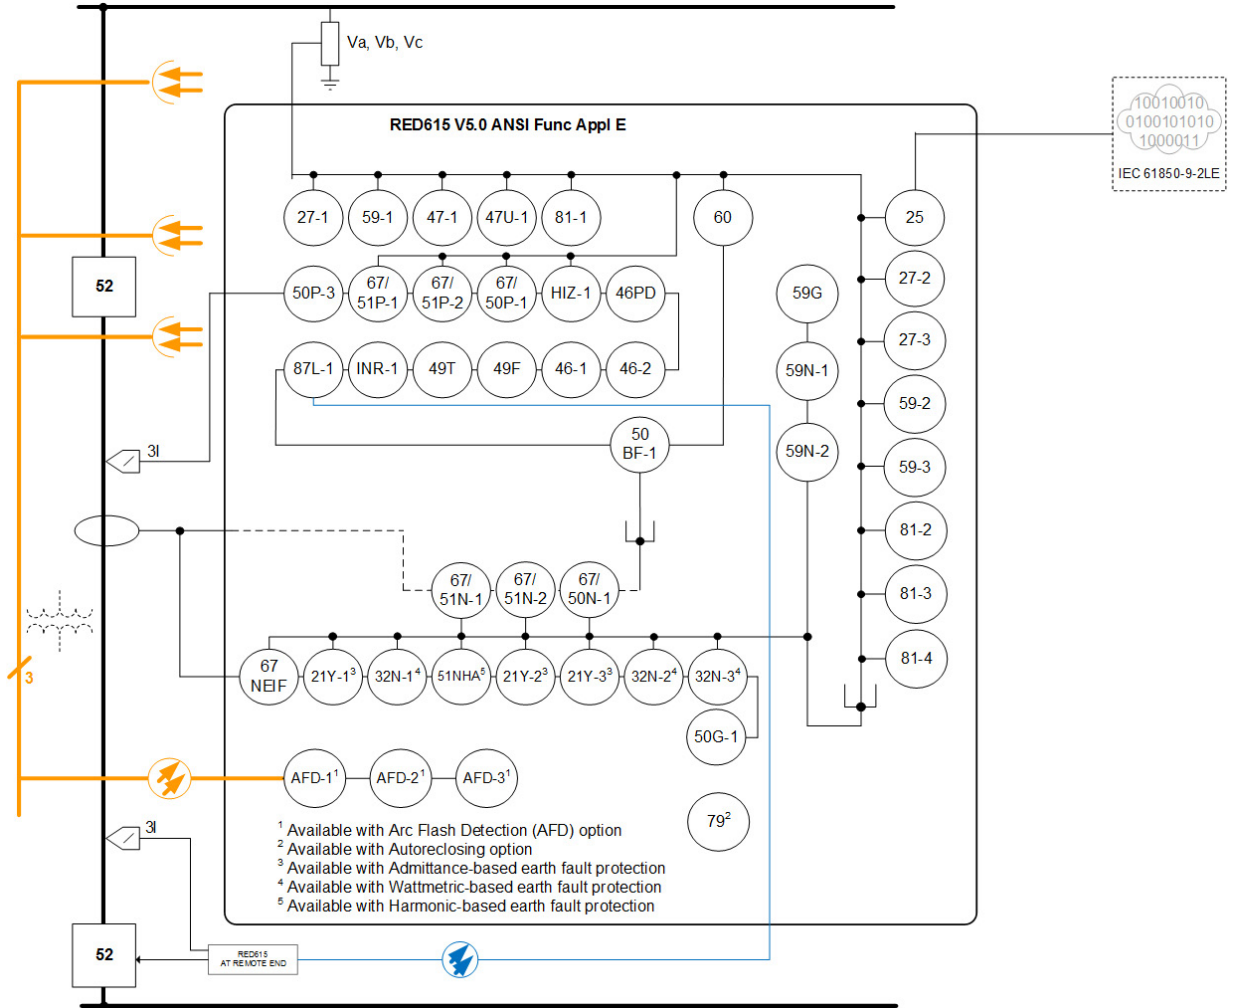 Va, Vb, Vc
RED615 V5.0 ANSI Func Appl E
10010010
0100101010
1000011
IEC 61850-9-2LE
27-1
59-1
47-1
47U-1
81-1
60
25
52
50P-3
67/
51P-1
67/
51P-2
67/
50P-1
HIZ-1
46PD
59G
27-2
27-3
87L-1
INR-1
49T
49F
46-1
46-2
59N-1
59-2
50
BF-1
59N-2
59-3
3I
81-2
67/
51N-1
67/
51N-2
67/
50N-1
81-3
67
NEIF
21Y-1³
32N-1⁴
51NHA⁵
21Y-2³
21Y-3³
32N-2⁴
32N-3⁴
81-4
3
50G-1
AFD-1¹
AFD-2¹
AFD-3¹
79²
3I
¹ Available with Arc Flash Detection (AFD) option
² Available with Autoreclosing option
³ Available with Admittance-based earth fault protection
⁴ Available with Wattmetric-based earth fault protection
⁵ Available with Harmonic-based earth fault protection
52
RED615
AT REMOTE END